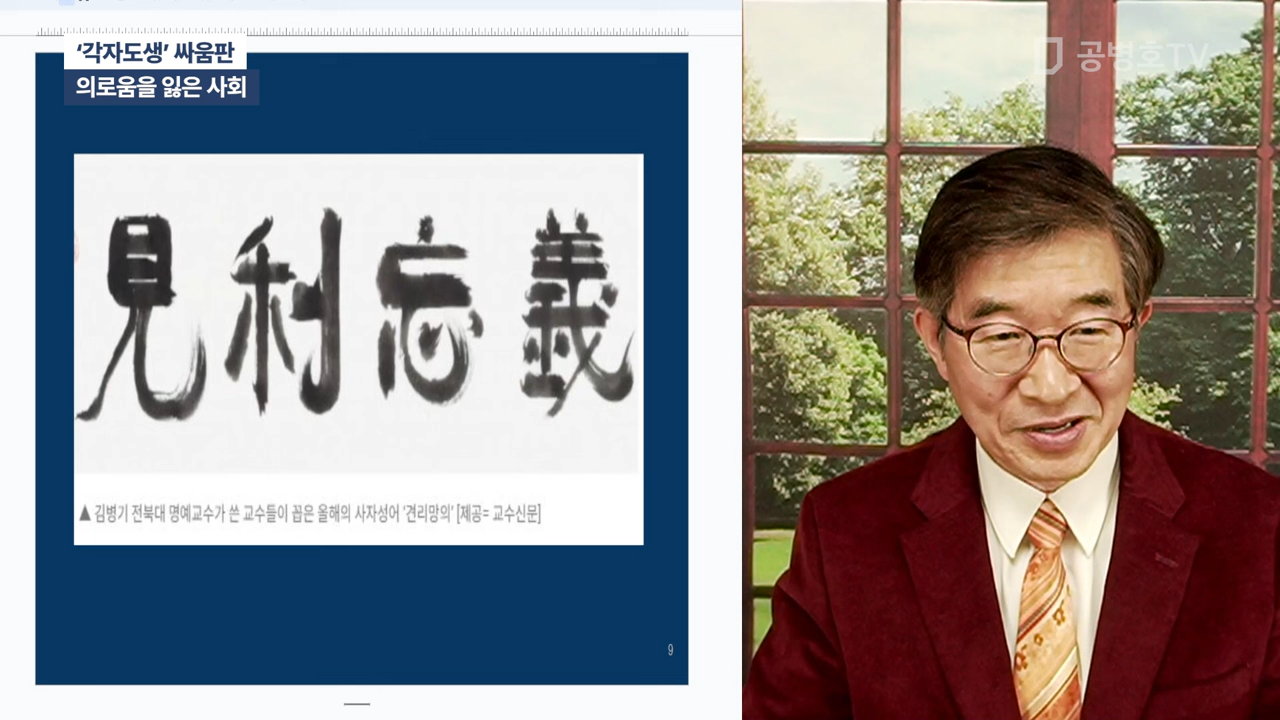 ‘각자도생’ 싸움판
의로움을 잃은 사회
공병호TV
見利忘義
▲ 김병기 전북대 명예교수가 쓴 교수들이 꼽은 올해의 사자성어 ‘견리망의’ [제공= 교수신문]
9